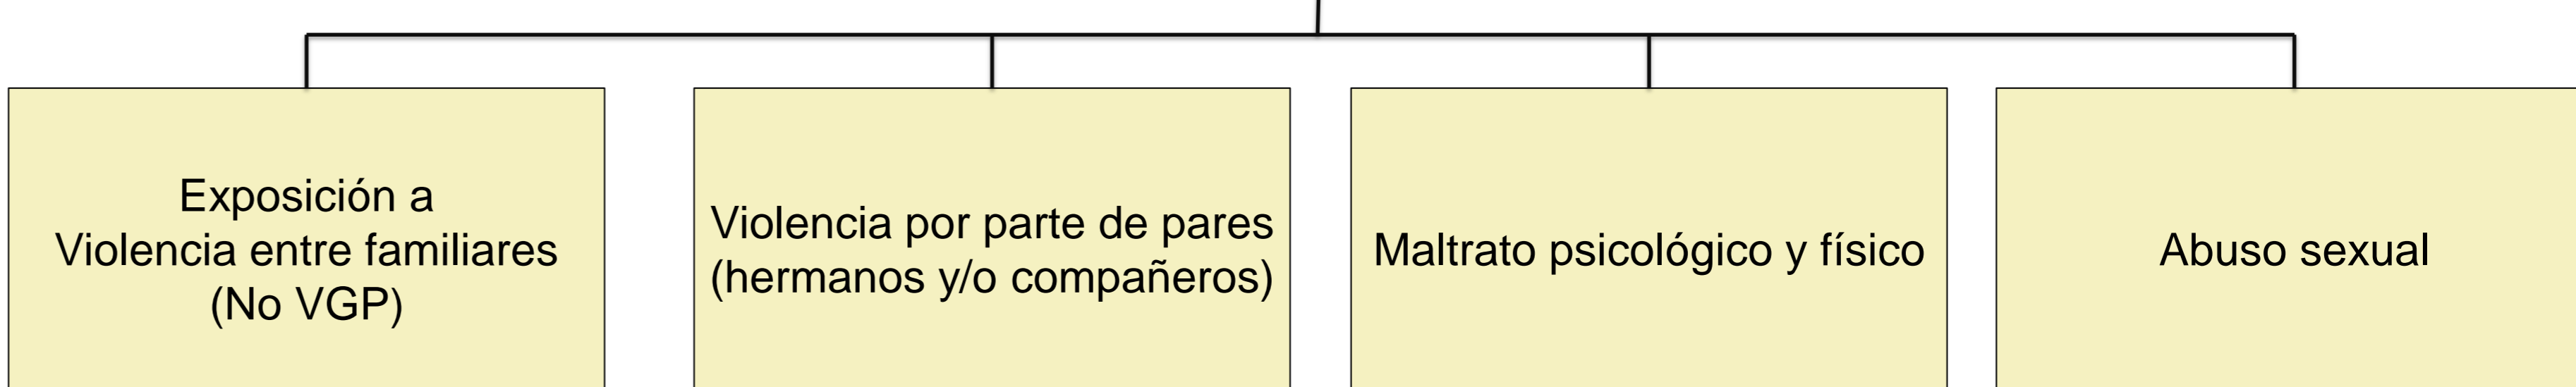 Exposición a
Violencia entre familiares
(No VGP)
Violencia por parte de pares
(hermanos y/o compañeros)
Maltrato psicológico y físico
Abuso sexual